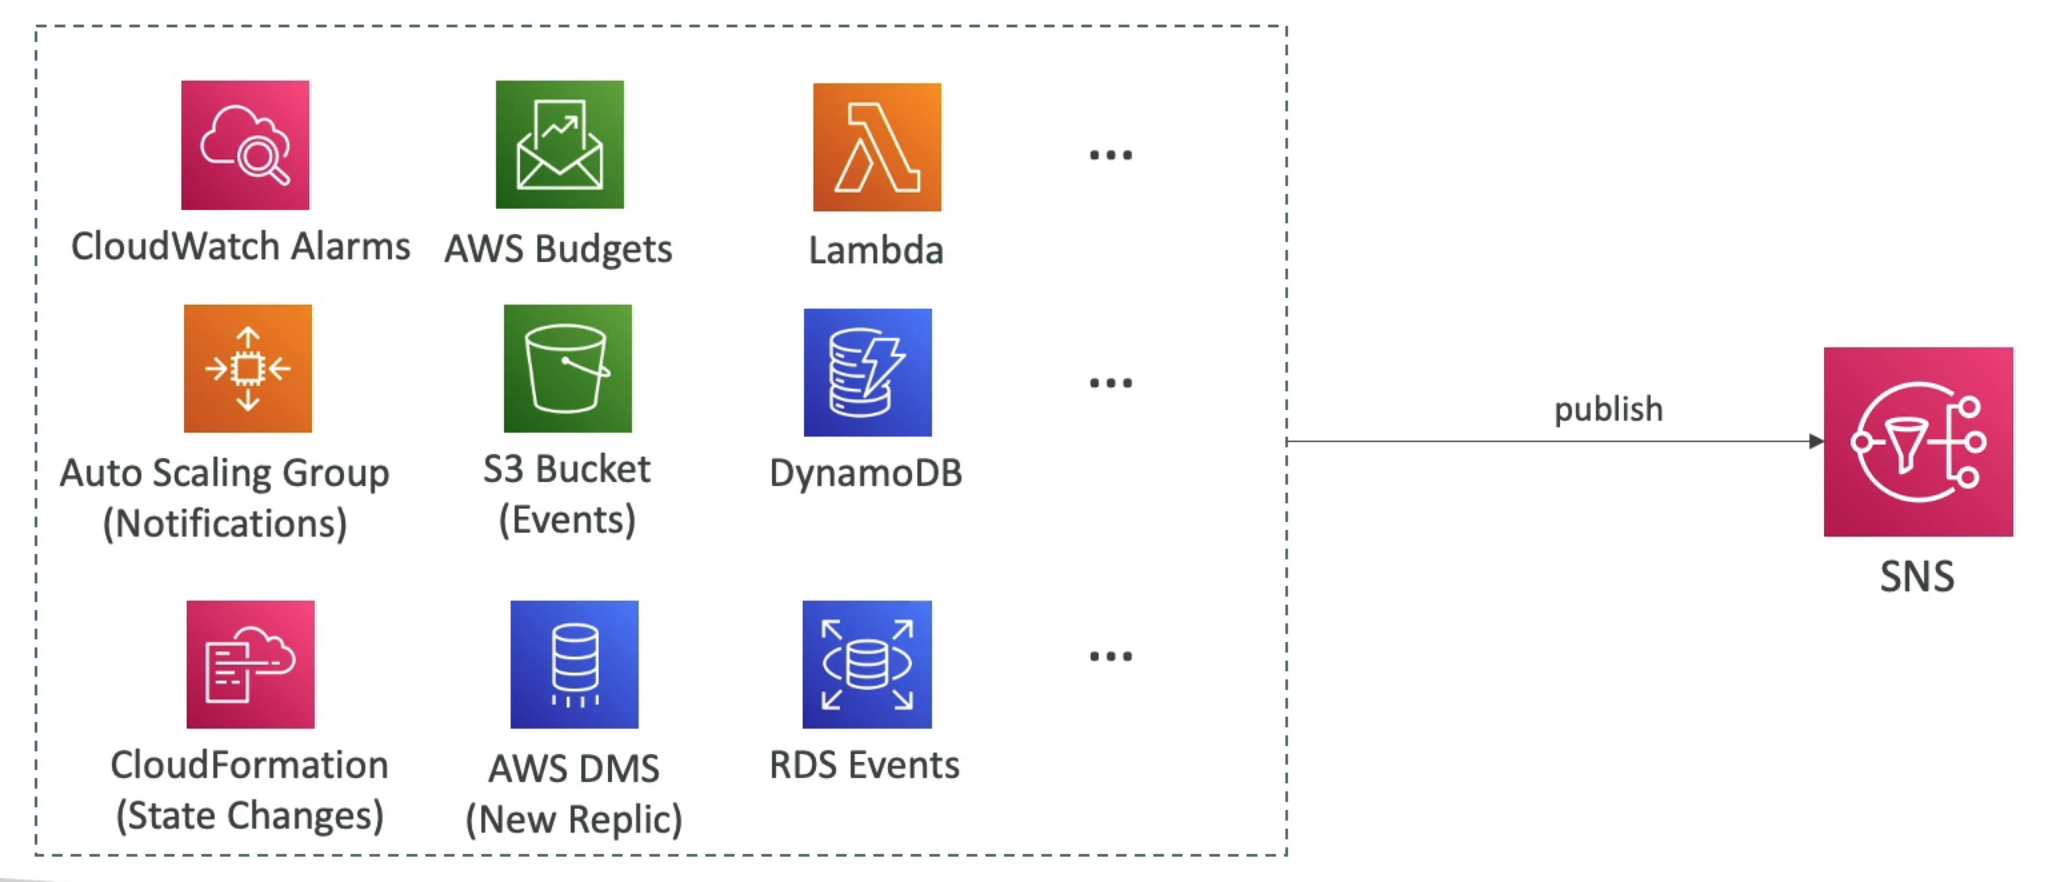 CloudWatch Alarms
AWS Budgets
Lambda
...
Auto Scaling Group
(Notifications)
S3 Bucket
(Events)
DynamoDB
...
CloudFormation
(State Changes)
AWS DMS
(New Replic)
RDS Events
...
publish
SNS